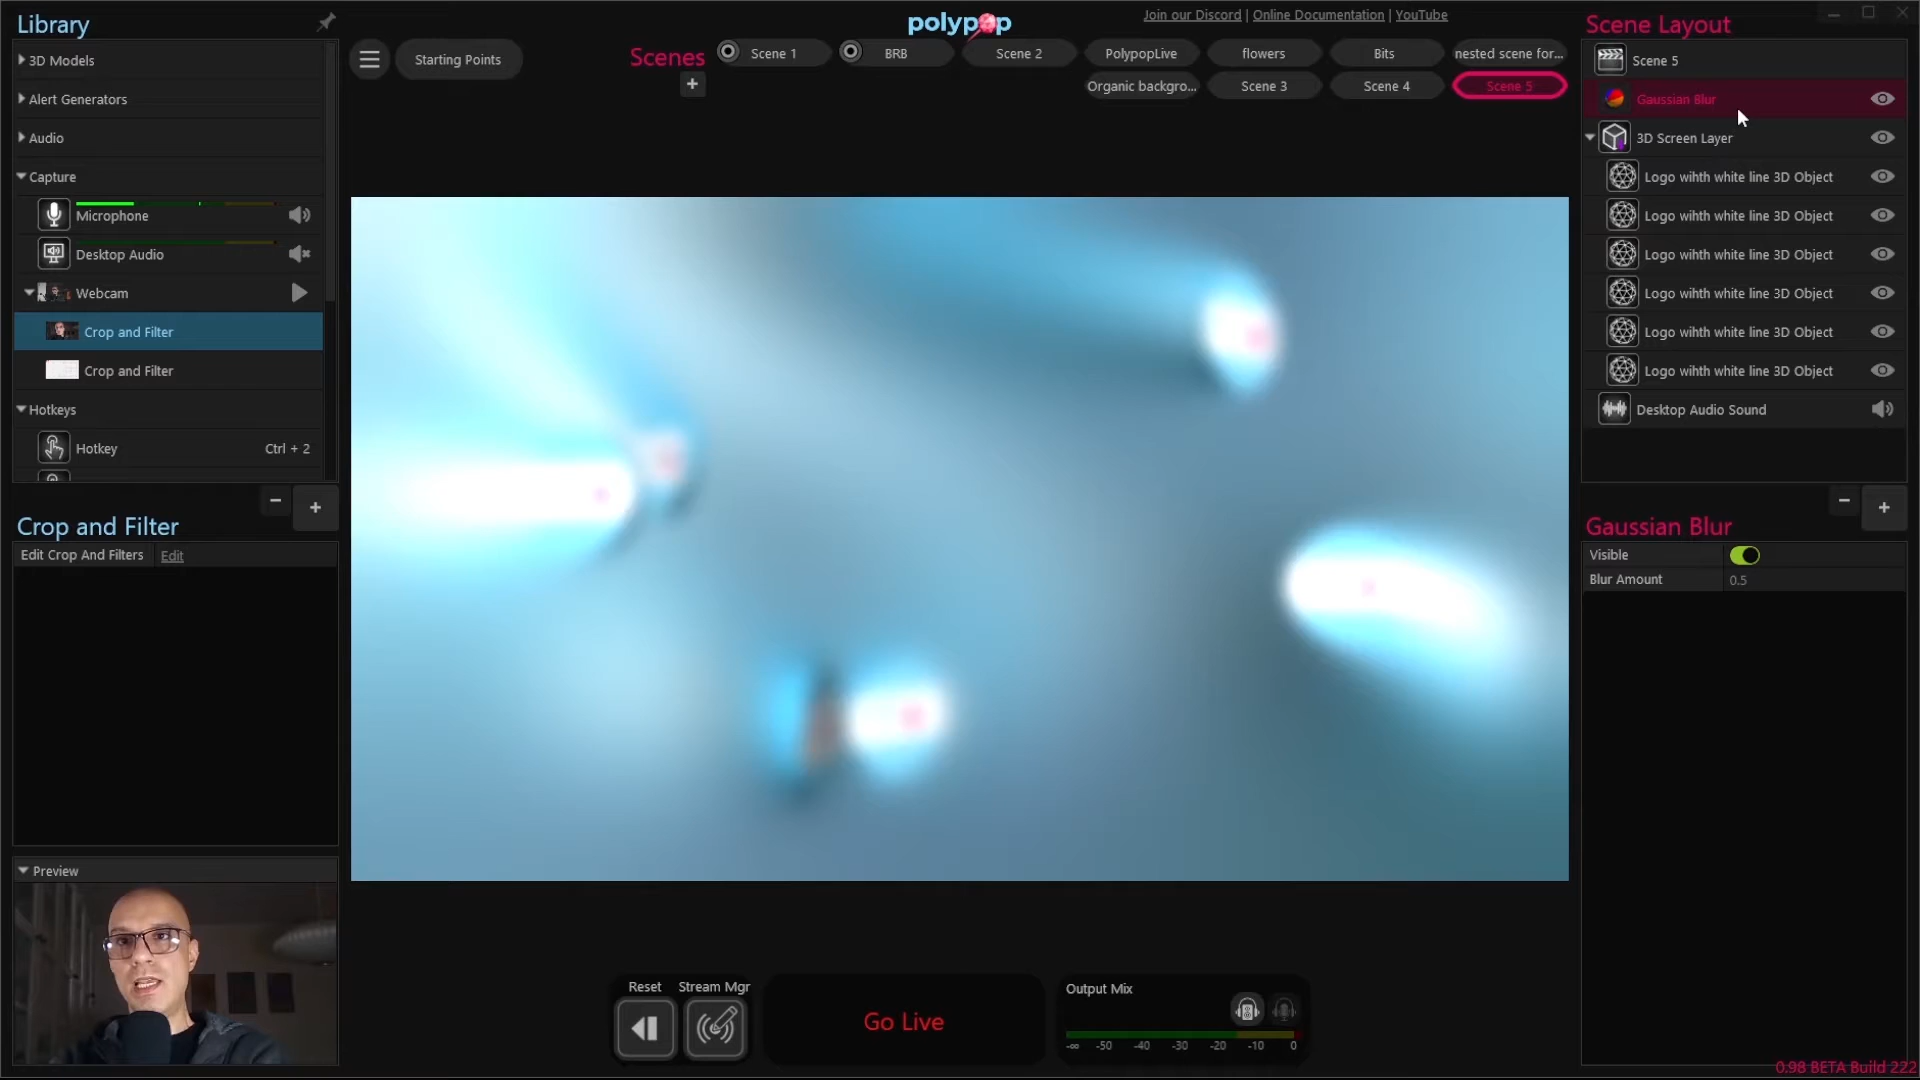 Library
3D Models
Alert Generators
Audio
Capture
Microphone
Desktop Audio
Webcam
Crop and Filter
Crop and Filter
Hotkeys
Hotkey Ctrl + 2
Crop and Filter
Edit Crop And Filters Edit
Preview
Starting Points
polypop
Join our Discord | Online Documentation | YouTube
Scenes
Scene 1
BRB
Scene 2
PolypopLive
flowers
Bits
nested scene for...
Organic backgro...
Scene 3
Scene 4
Scene 5
Reset
Stream Mgr
Go Live
Output Mix
-∞ -50 -40 -30 -20 -10 0
Scene Layout
Scene 5
Gaussian Blur
3D Screen Layer
Logo wihth white line 3D Object
Logo wihth white line 3D Object
Logo wihth white line 3D Object
Logo wihth white line 3D Object
Logo wihth white line 3D Object
Logo wihth white line 3D Object
Desktop Audio Sound
Gaussian Blur
Visible
Blur Amount 0.5
0.98 BETA Build 222